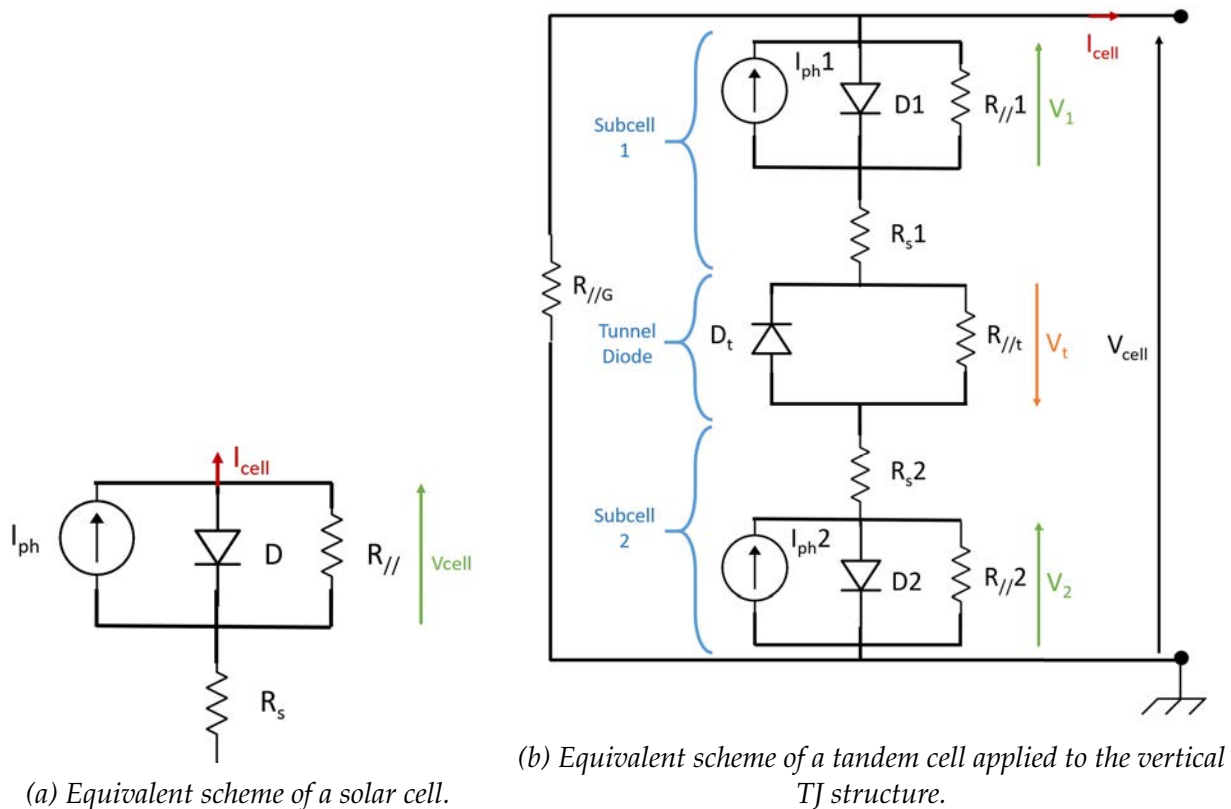 I_cell
I_ph
D
R_//
Vcell
R_s
(a) Equivalent scheme of a solar cell.
I_cell
I_ph1
D1
R_//1
V_1
Subcell
1
R_s1
R_//G
Tunnel
Diode
D_t
R_//t
V_t
V_cell
R_s2
Subcell
2
I_ph2
D2
R_//2
V_2
(b) Equivalent scheme of a tandem cell applied to the vertical
TJ structure.